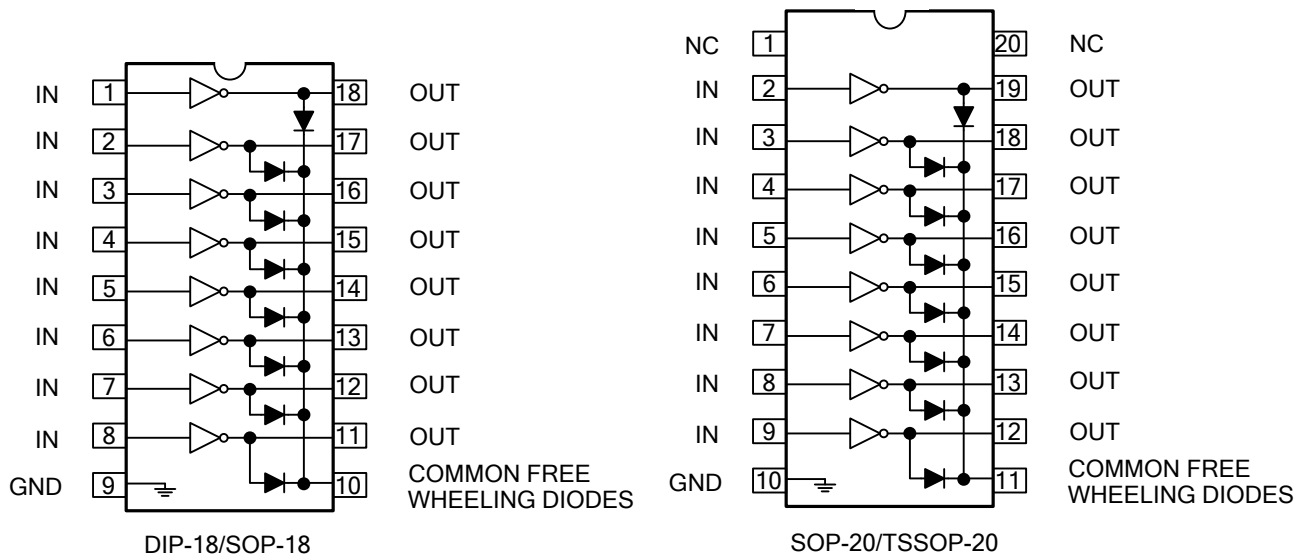 IN 1 18 OUT
IN 2 17 OUT
IN 3 16 OUT
IN 4 15 OUT
IN 5 14 OUT
IN 6 13 OUT
IN 7 12 OUT
IN 8 11 OUT
GND 9 10 COMMON FREE
WHEELING DIODES
DIP-18/SOP-18
NC 1 20 NC
IN 2 19 OUT
IN 3 18 OUT
IN 4 17 OUT
IN 5 16 OUT
IN 6 15 OUT
IN 7 14 OUT
IN 8 13 OUT
IN 9 12 OUT
GND 10 11 COMMON FREE
WHEELING DIODES
SOP-20/TSSOP-20